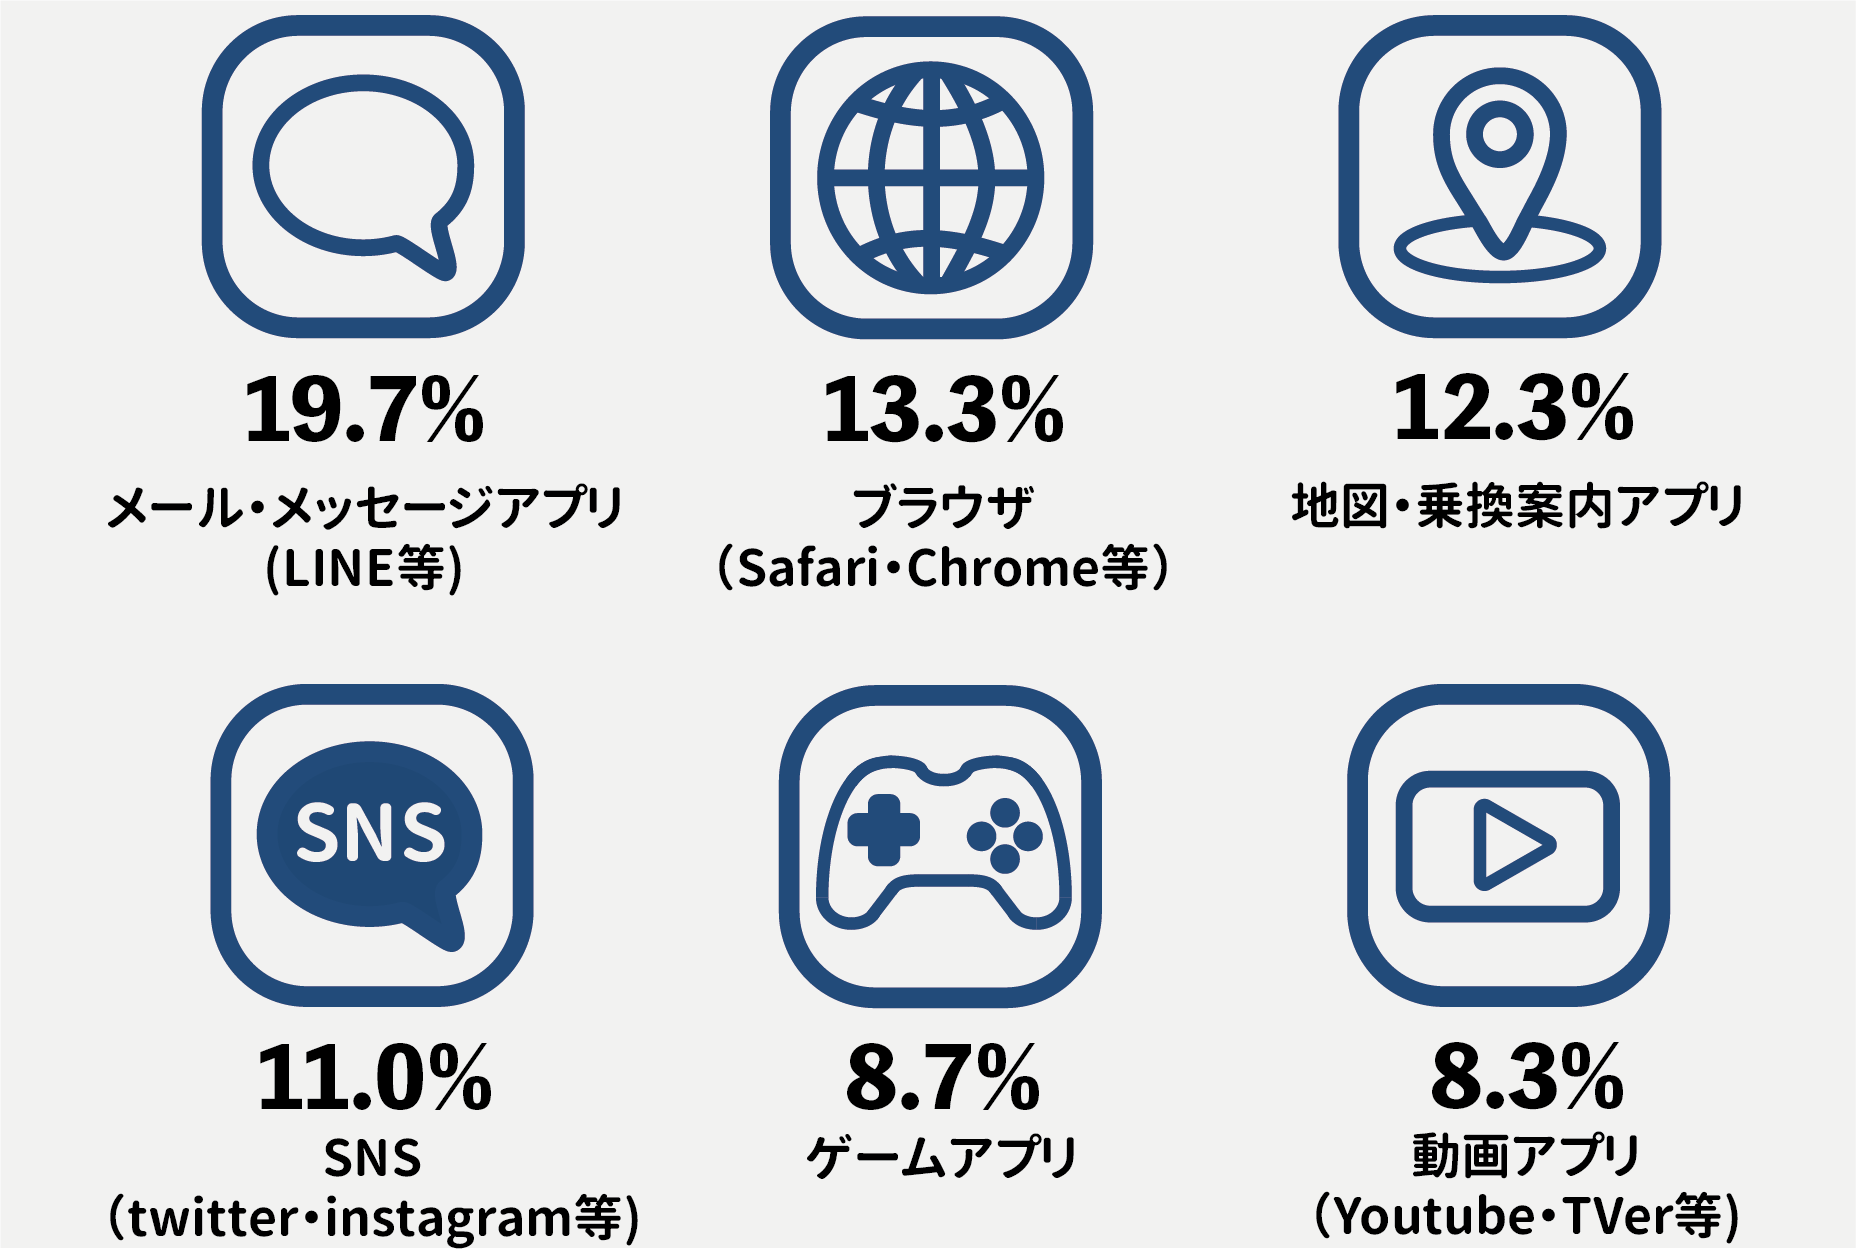 19.7%
メール・メッセージアプリ
(LINE等)
13.3%
ブラウザ
（Safari・Chrome等）
12.3%
地図・乗換案内アプリ
SNS
11.0%
SNS
（twitter・instagram等)
8.7%
ゲームアプリ
8.3%
動画アプリ
（Youtube・TVer等)